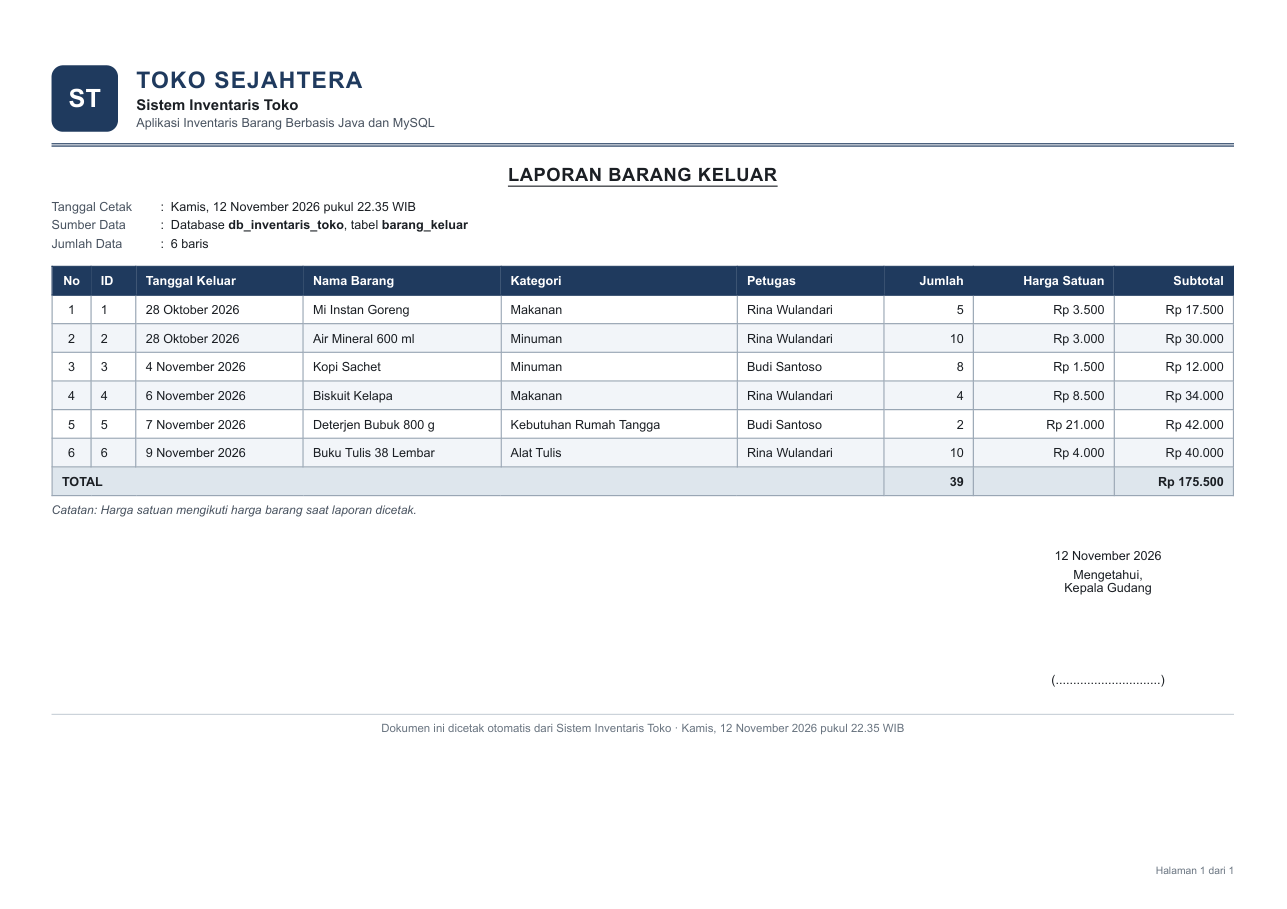 ST
TOKO SEJAHTERA
Sistem Inventaris Toko
Aplikasi Inventaris Barang Berbasis Java dan MySQL
LAPORAN BARANG KELUAR
Tanggal Cetak : Kamis, 12 November 2026 pukul 22.35 WIB
Sumber Data : Database db_inventaris_toko, tabel barang_keluar
Jumlah Data : 6 baris
No ID Tanggal Keluar Nama Barang Kategori Petugas Jumlah Harga Satuan Subtotal
1 1 28 Oktober 2026 Mi Instan Goreng Makanan Rina Wulandari 5 Rp 3.500 Rp 17.500
2 2 28 Oktober 2026 Air Mineral 600 ml Minuman Rina Wulandari 10 Rp 3.000 Rp 30.000
3 3 4 November 2026 Kopi Sachet Minuman Budi Santoso 8 Rp 1.500 Rp 12.000
4 4 6 November 2026 Biskuit Kelapa Makanan Rina Wulandari 4 Rp 8.500 Rp 34.000
5 5 7 November 2026 Deterjen Bubuk 800 g Kebutuhan Rumah Tangga Budi Santoso 2 Rp 21.000 Rp 42.000
6 6 9 November 2026 Buku Tulis 38 Lembar Alat Tulis Rina Wulandari 10 Rp 4.000 Rp 40.000
TOTAL 39 Rp 175.500
Catatan: Harga satuan mengikuti harga barang saat laporan dicetak.
12 November 2026
Mengetahui,
Kepala Gudang
(..............................)
Dokumen ini dicetak otomatis dari Sistem Inventaris Toko · Kamis, 12 November 2026 pukul 22.35 WIB
Halaman 1 dari 1